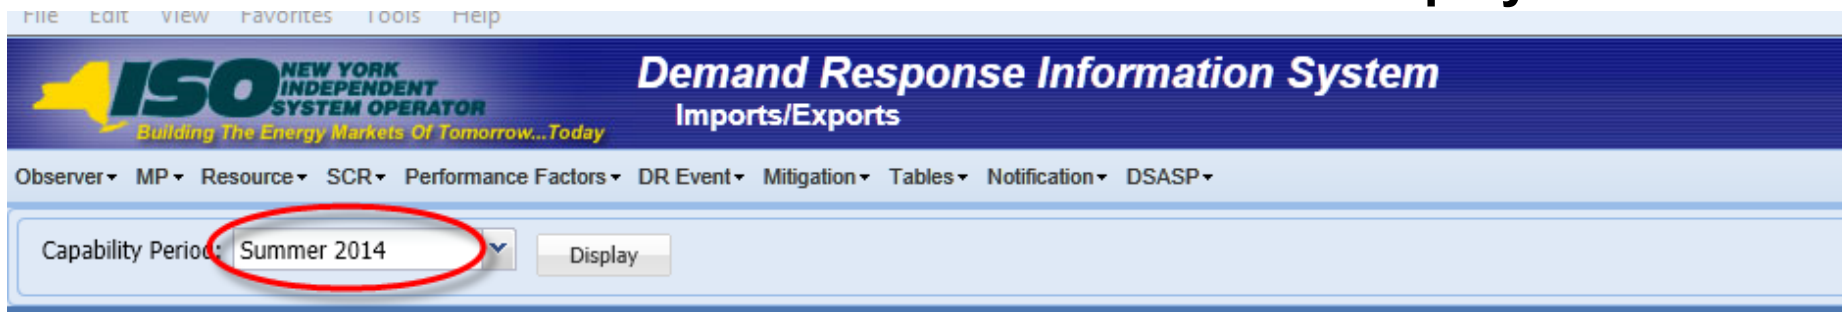 File Edit View Favorites Tools Help
ISO NEW YORK
INDEPENDENT
SYSTEM OPERATOR
Building The Energy Markets Of Tomorrow...Today
Demand Response Information System
Imports/Exports
Observer MP Resource SCR Performance Factors DR Event Mitigation Tables Notification DSASP
Capability Period: Summer 2014 Display